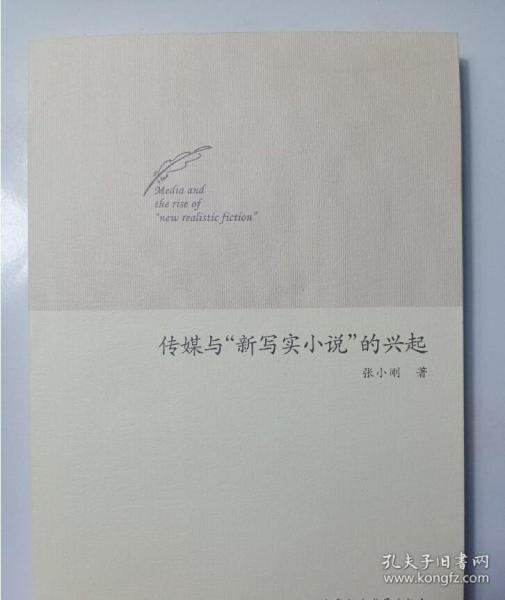 Media and
the rise of
"new realistic fiction"
传媒与“新写实小说”的兴起
张小刚 著
孔夫子旧书网
www.kongfz.com